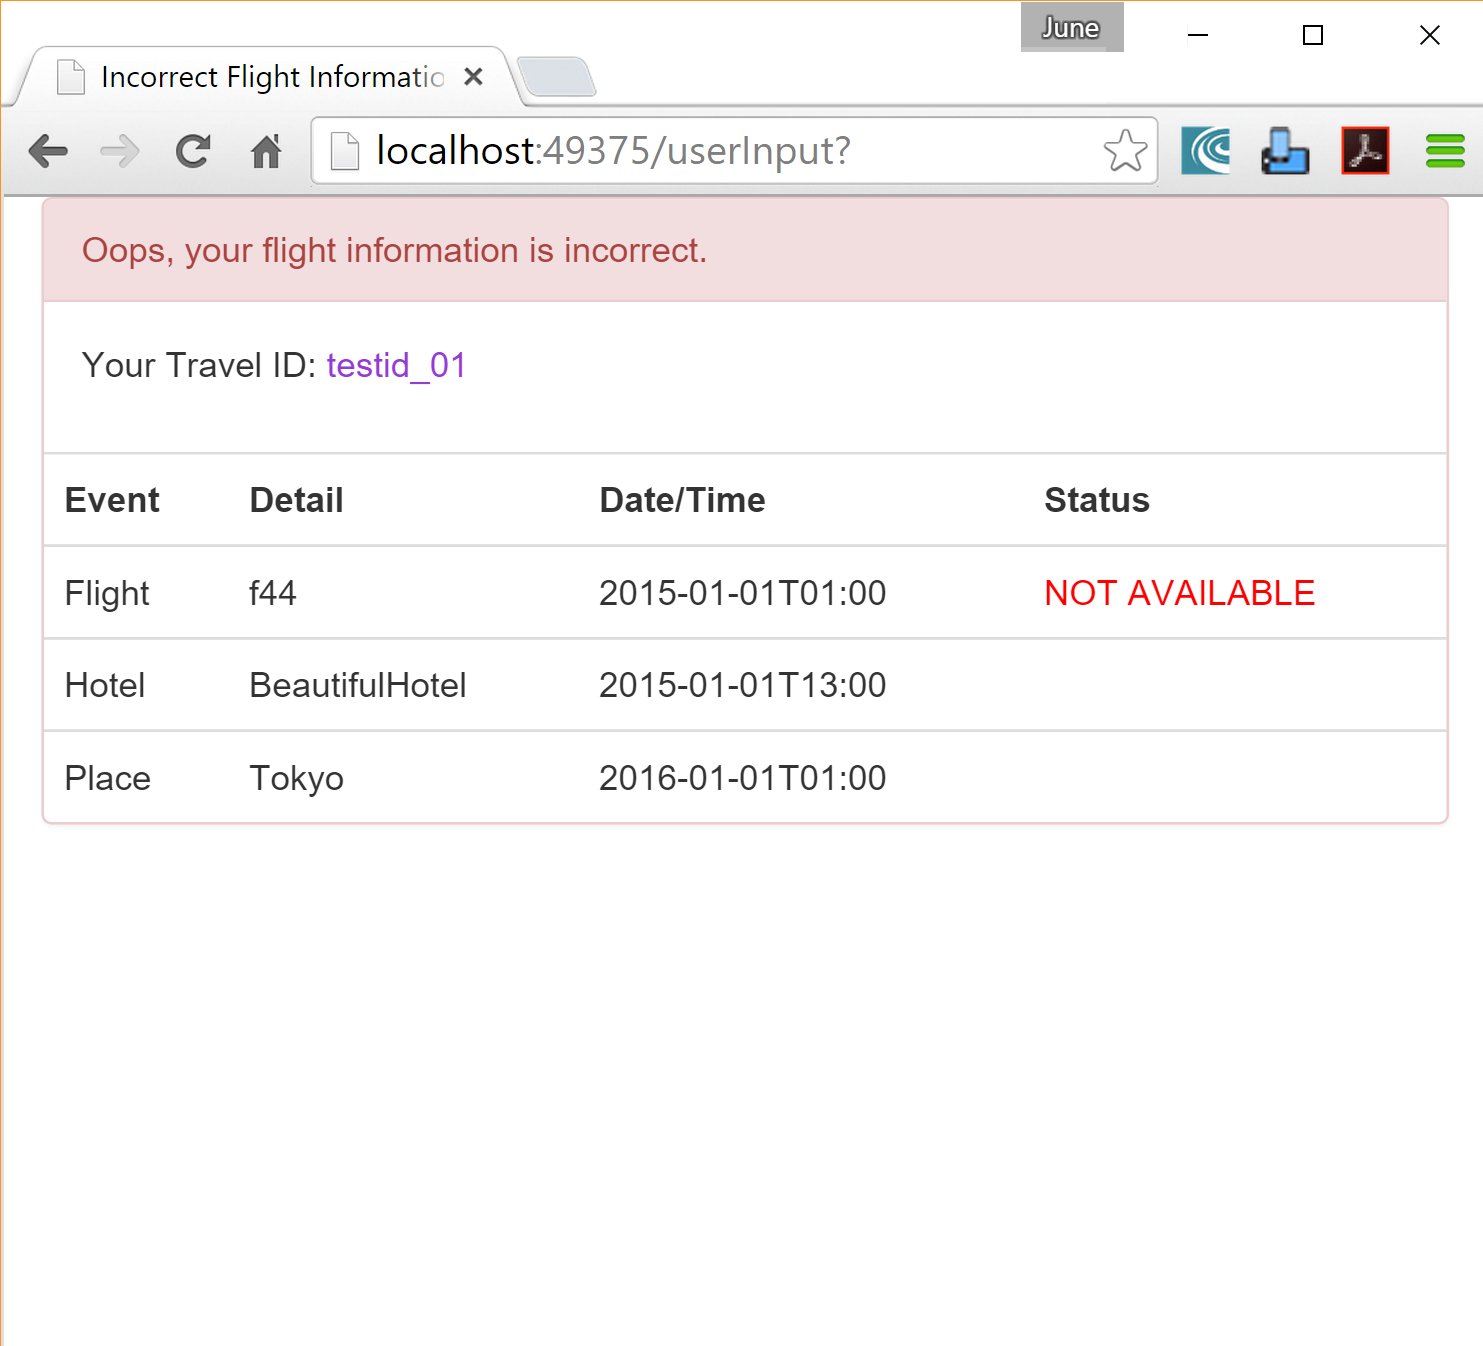 June
Incorrect Flight Informatio
localhost:49375/userInput?
Oops, your flight information is incorrect.
Your Travel ID: testid_01
Event Detail Date/Time Status
Flight f44 2015-01-01T01:00 NOT AVAILABLE
Hotel BeautifulHotel 2015-01-01T13:00
Place Tokyo 2016-01-01T01:00